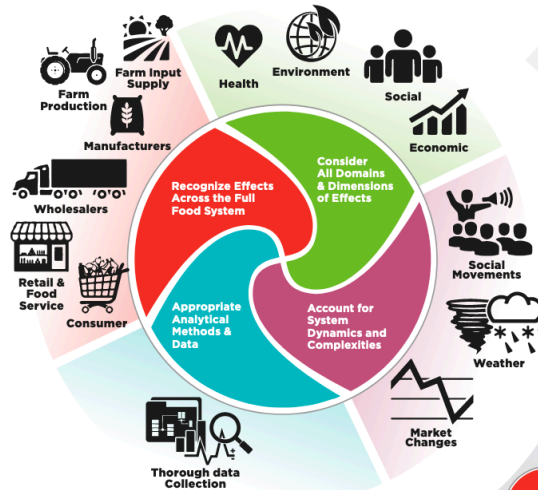 Farm Input
Supply
Farm
Production
Manufacturers
Wholesalers
Retail &
Food
Service
Consumer
Health
Environment
Social
Economic
Recognize Effects
Across the Full
Food System
Consider
All Domains
& Dimensions
of Effects
Appropriate
Analytical
Methods &
Data
Account for
System
Dynamics and
Complexities
Social
Movements
Weather
Market
Changes
Thorough data
Collection